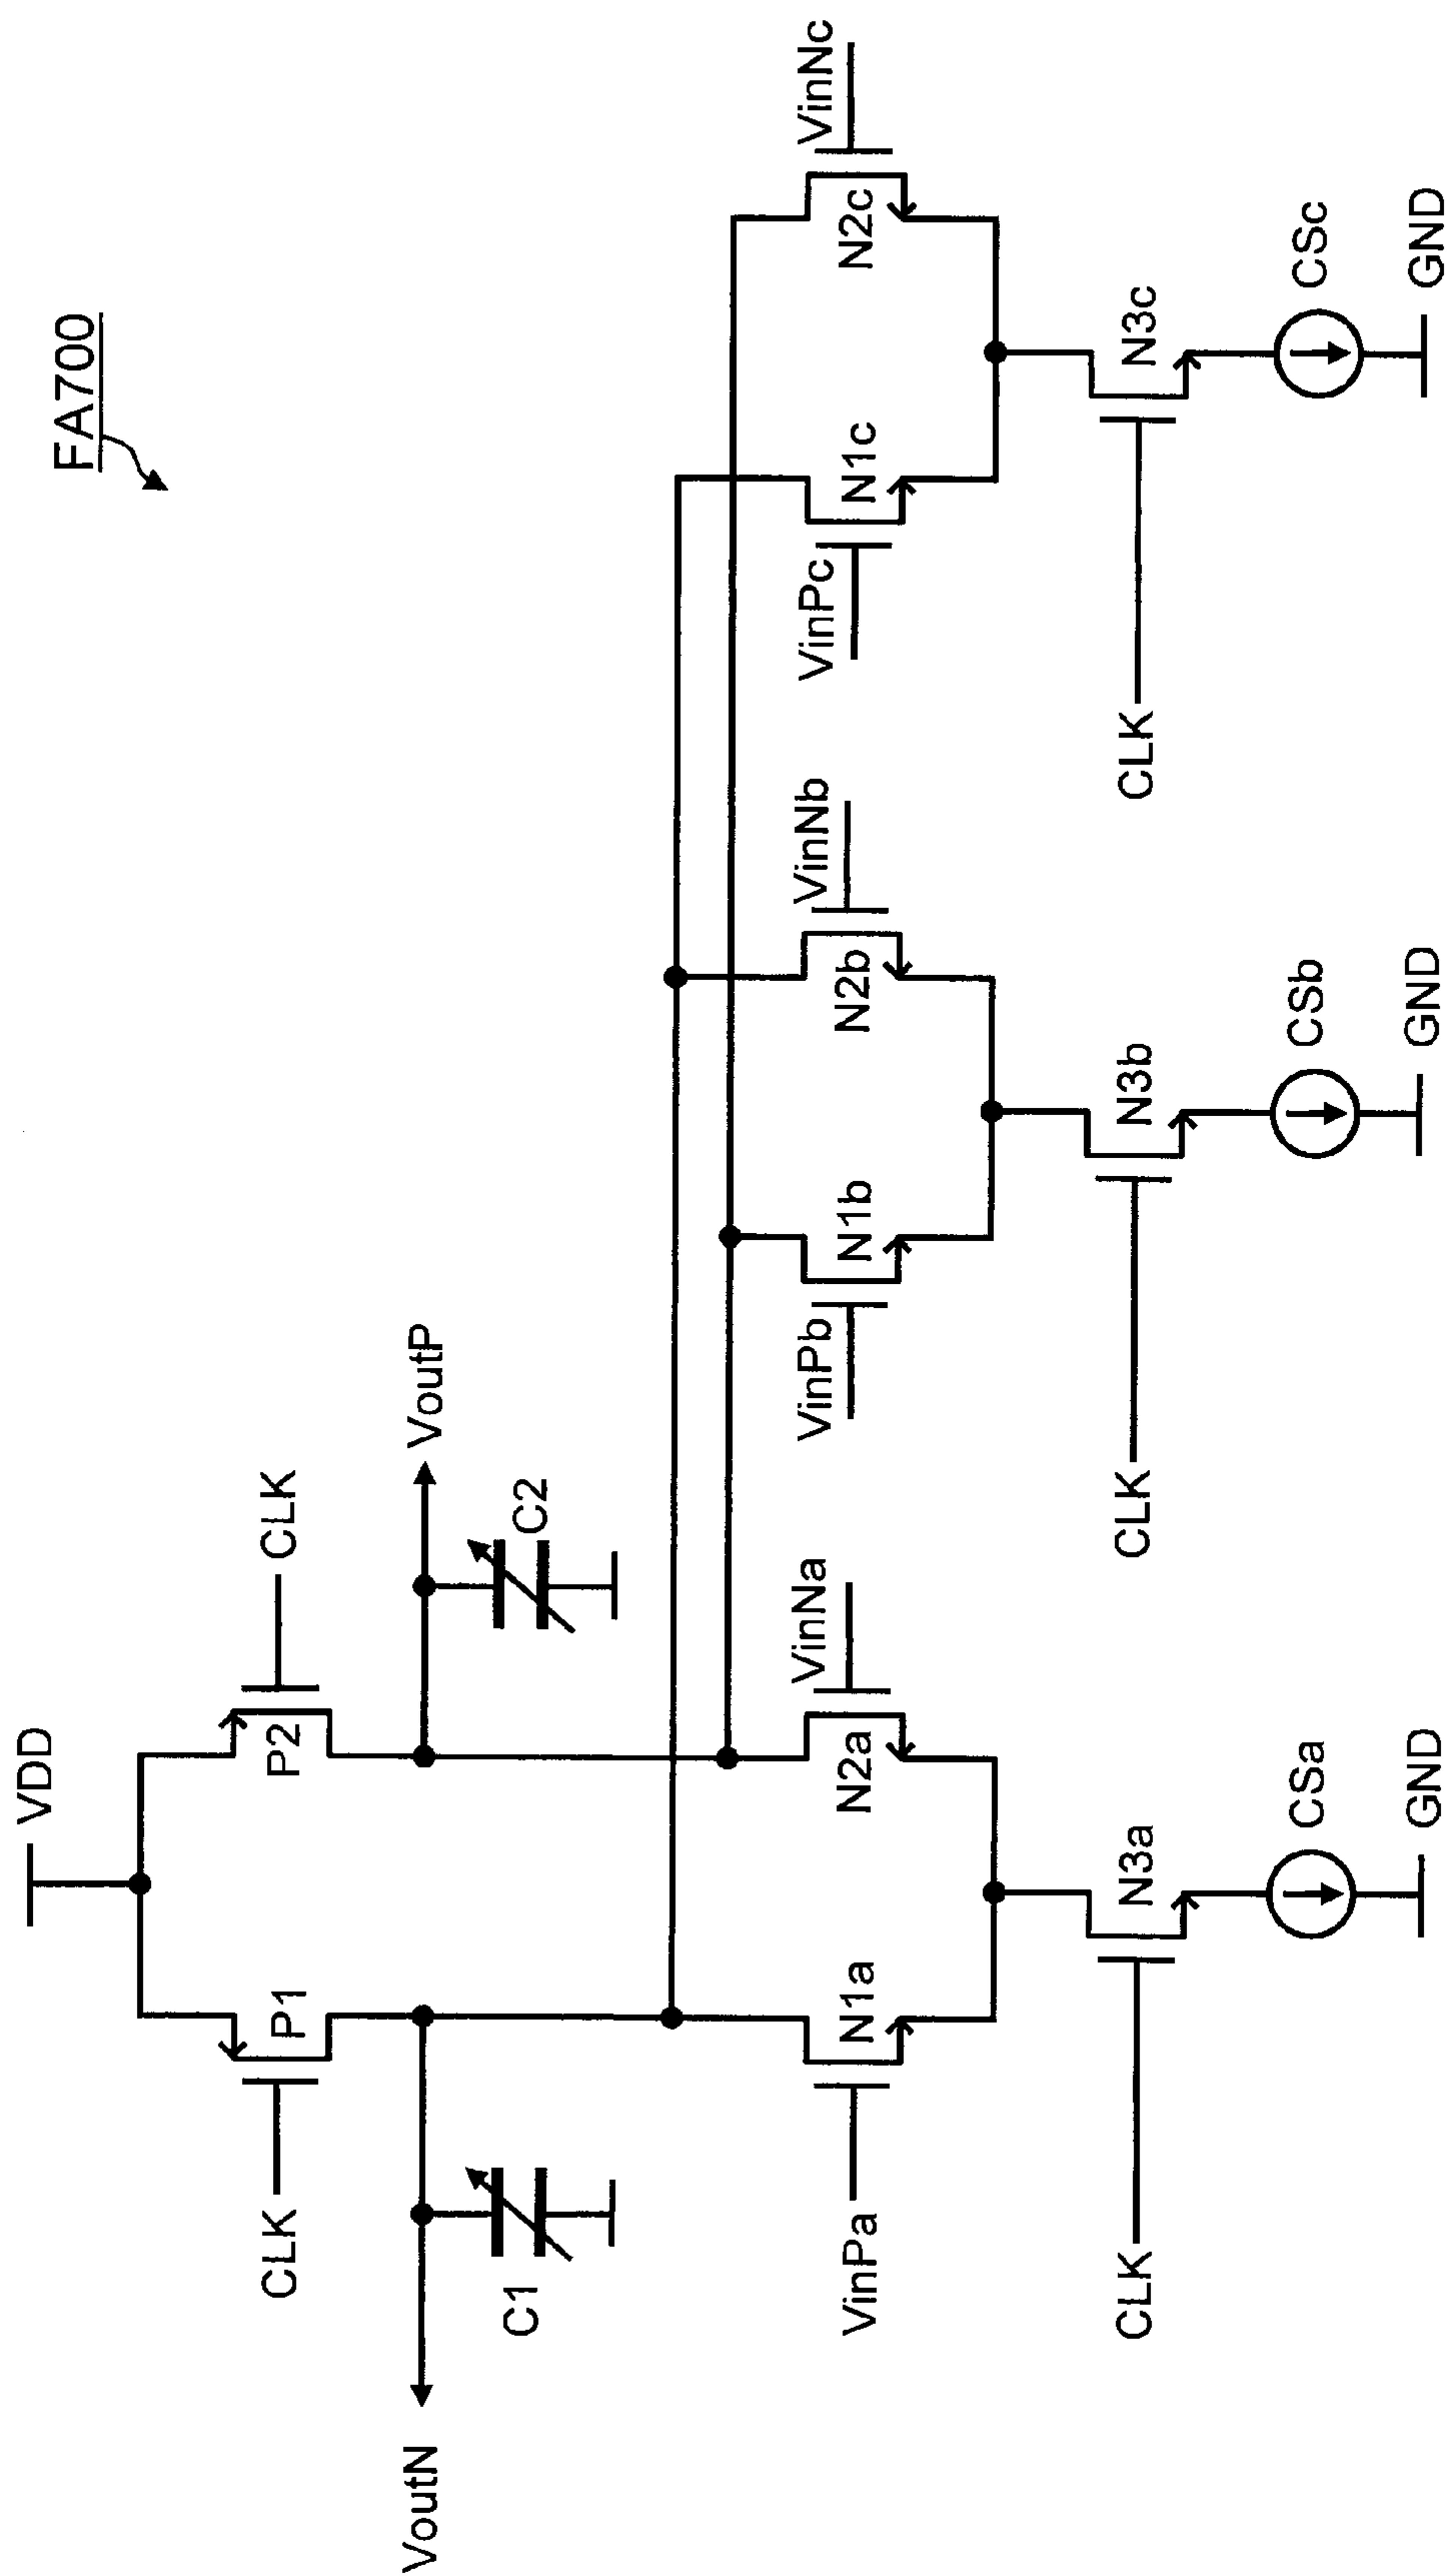 FA700
VDD
CLK
P1
P2
CLK
VoutN
C1
C2
VoutP
VinPa
N1a
N2a
VinNa
VinPb
N1b
N2b
VinNb
VinPc
N1c
N2c
VinNc
CLK
N3a
CLK
N3b
CLK
N3c
CSa
CSb
CSc
GND
GND
GND